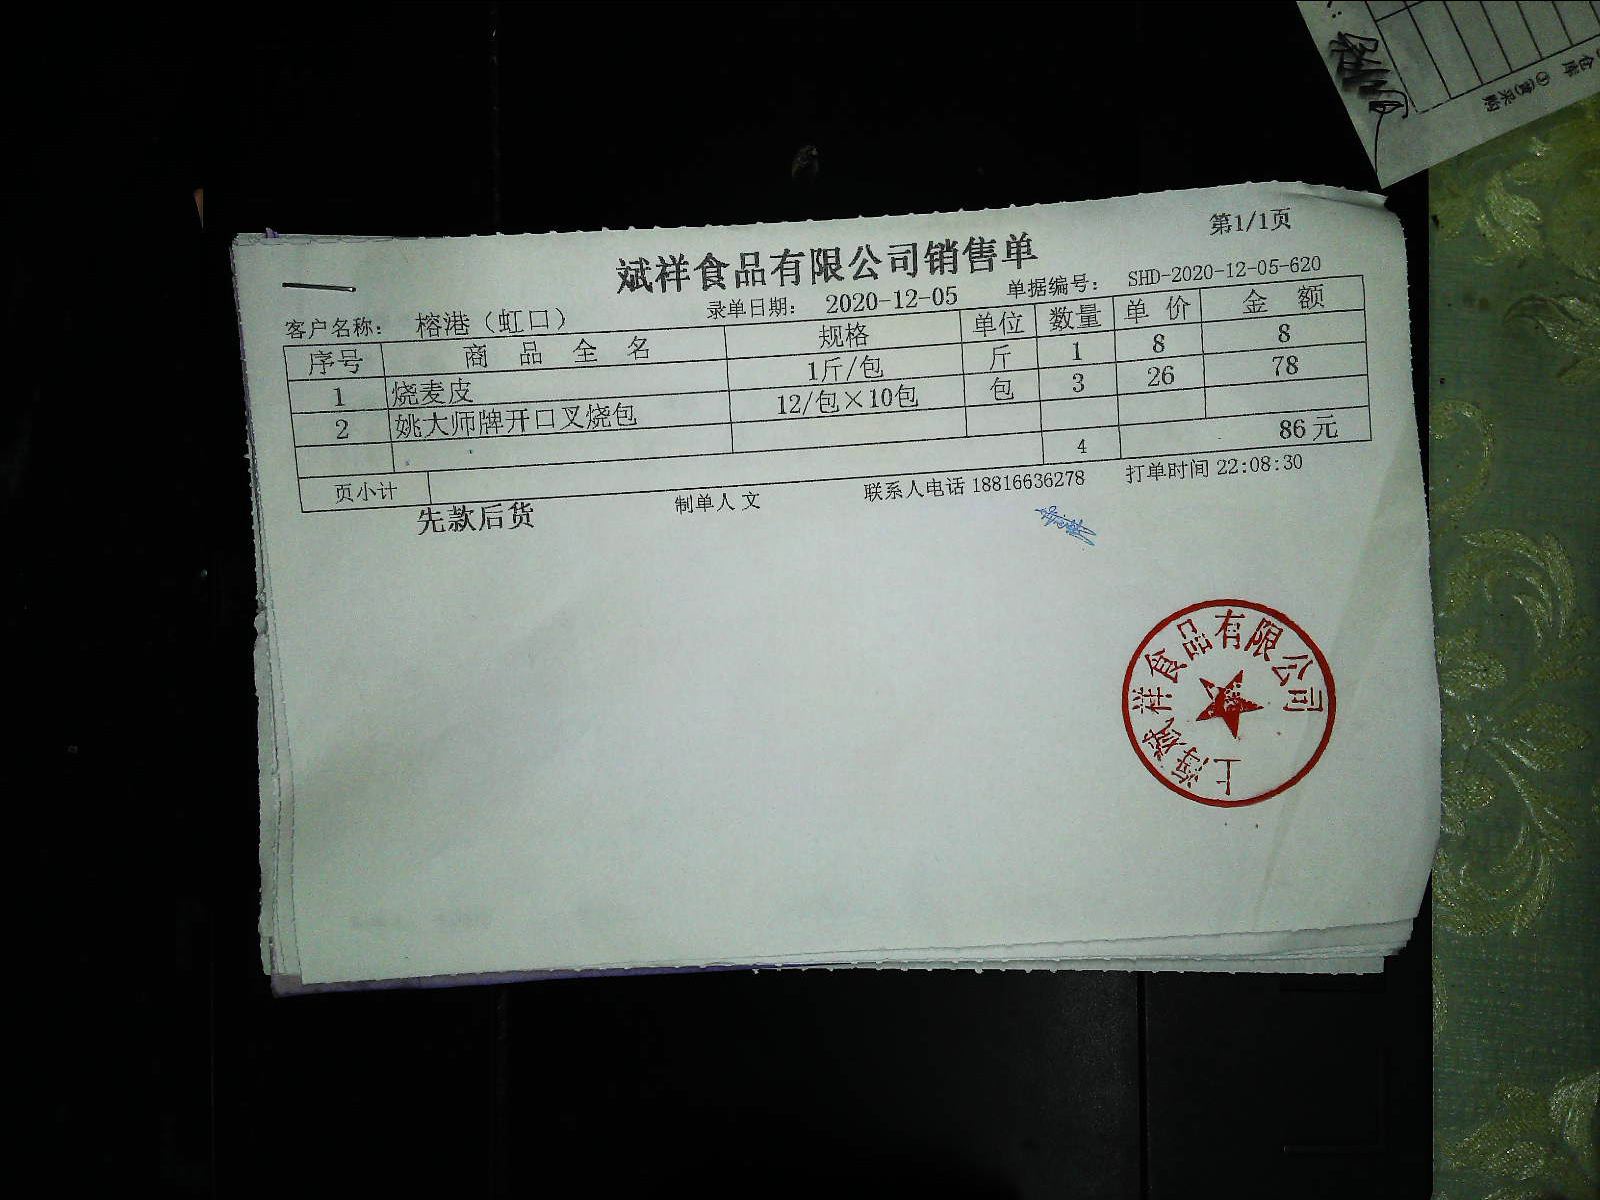 第1/1页
斌祥食品有限公司销售单
客户名称： 榕港（虹口） 录单日期： 2020-12-05 单据编号： SHD-2020-12-05-620
序号 商品全名 规格 单位 数量 单价 金额
1 烧麦皮 1斤/包 斤 1 8 8
2 姚大师牌开口叉烧包 12/包×10包 包 3 26 78
页小计 4 86元
先款后货 制单人 文 联系人电话 18816636278 打单时间 22:08:30
上海斌祥食品有限公司
仓库
采购